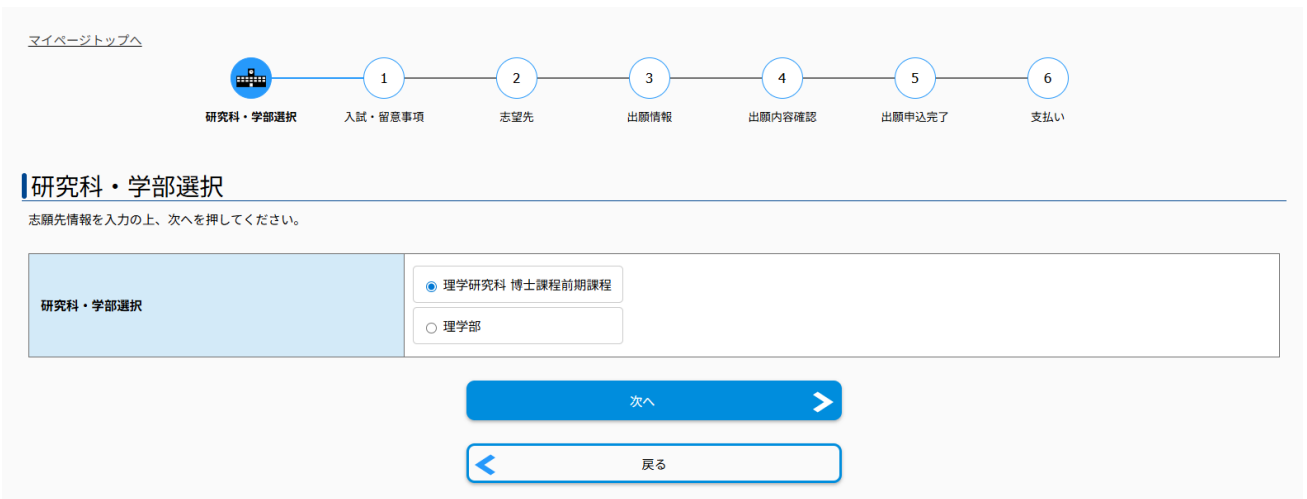 マイページトップへ
1 2 3 4 5 6
研究科・学部選択 入試・留意事項 志望先 出願情報 出願内容確認 出願申込完了 支払い
研究科・学部選択
志願先情報を入力の上、次へを押してください。
研究科・学部選択
理学研究科 博士課程前期課程
理学部
次へ
戻る